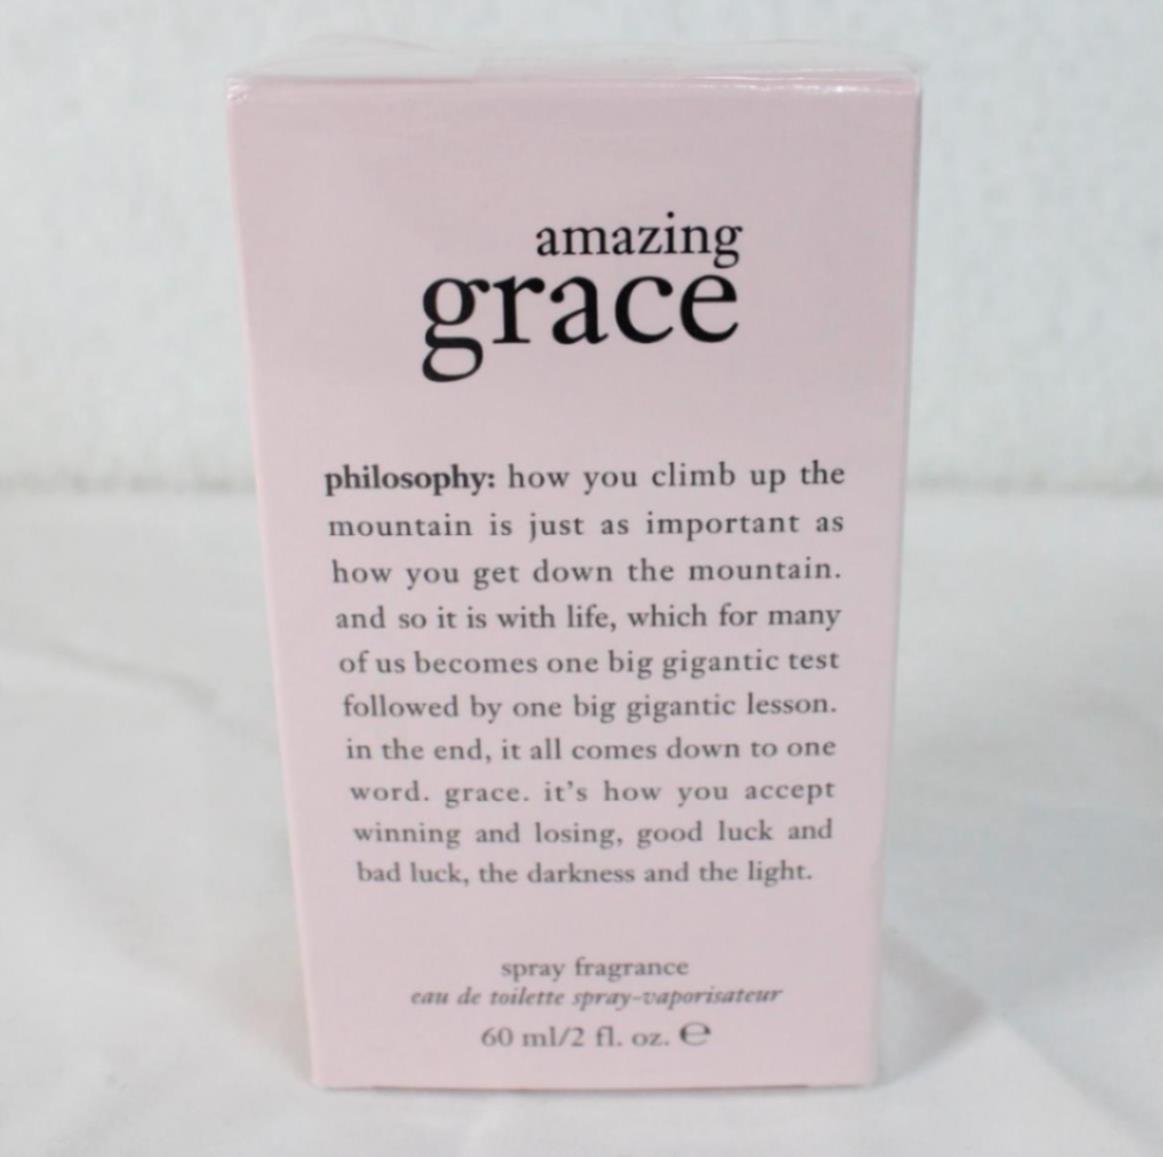 amazing
grace
philosophy: how you climb up the
mountain is just as important as
how you get down the mountain.
and so it is with life, which for many
of us becomes one big gigantic test
followed by one big gigantic lesson.
in the end, it all comes down to one
word. grace. it's how you accept
winning and losing, good luck and
bad luck, the darkness and the light.
spray fragrance
eau de toilette spray-vaporisateur
60 ml/2 fl. oz. ℮